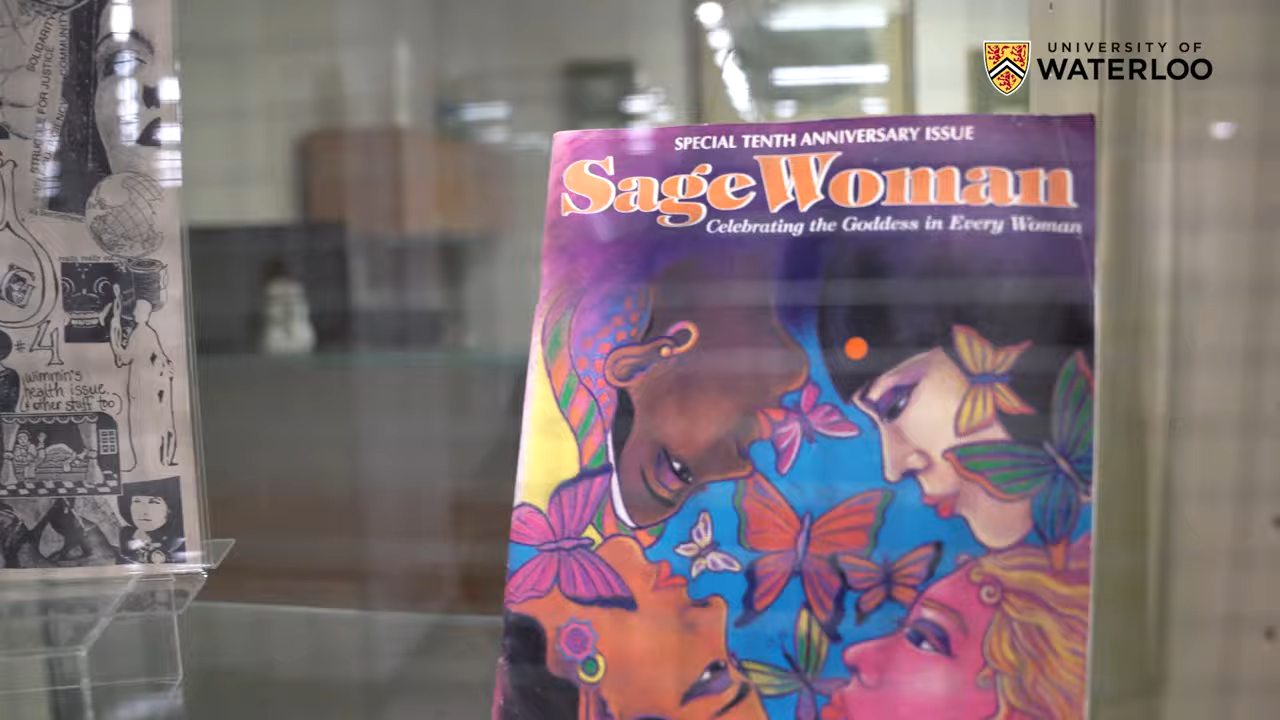 UNIVERSITY OF
WATERLOO
SPECIAL TENTH ANNIVERSARY ISSUE
SageWoman
Celebrating the Goddess in Every Woman
SOLIDARITY
STRUGGLE FOR JUSTICE
COMMUNITY
#4
wimmin's
health issue
other stuff too